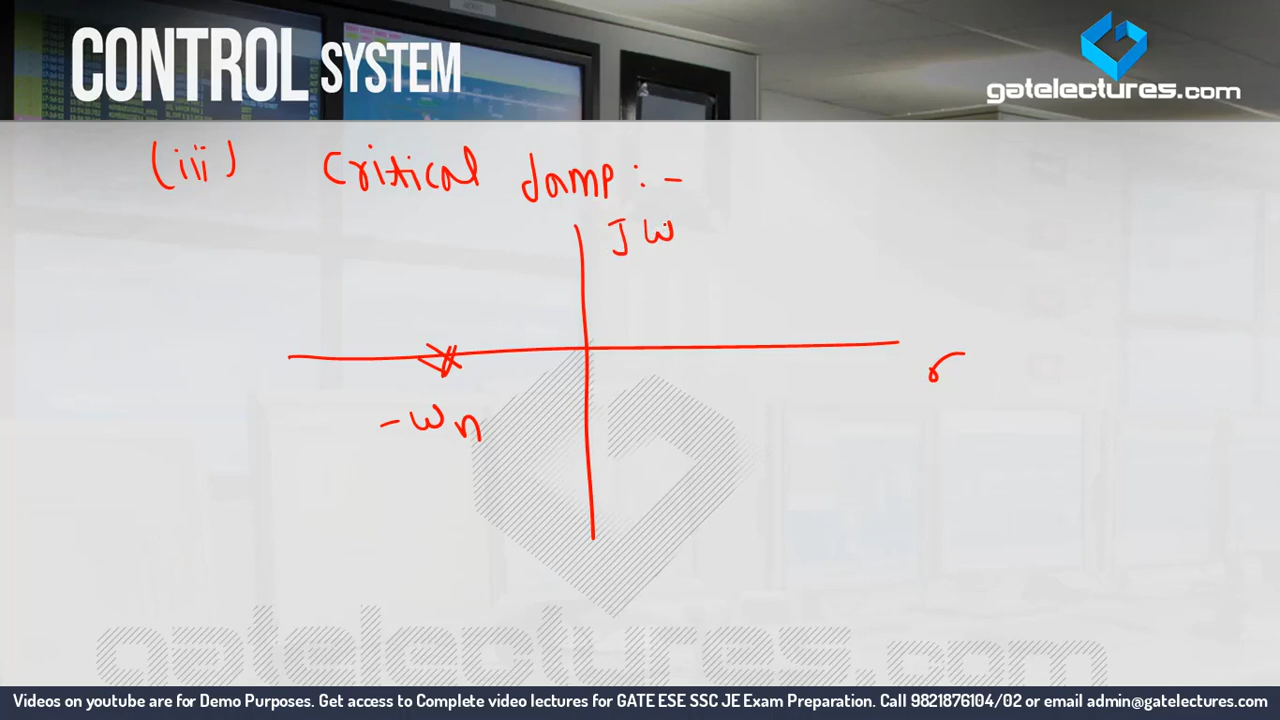 CONTROL SYSTEM
gatelectures.com
(iii) Critical damp :-
Jω
σ
-ωn
gatelectures.com
Videos on youtube are for Demo Purposes. Get access to Complete video lectures for GATE ESE SSC JE Exam Preparation. Call 9821876104/02 or email admin@gatelectures.com